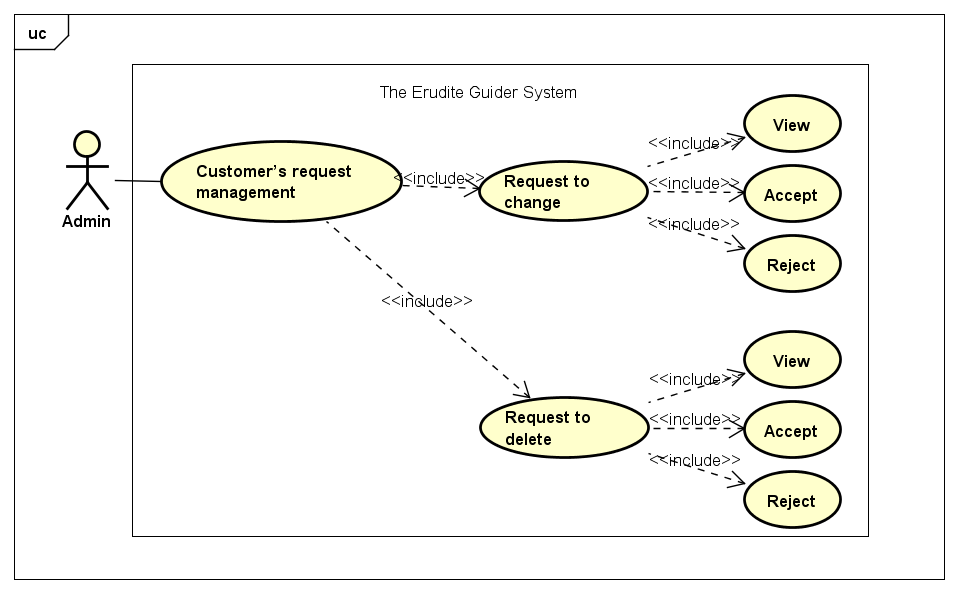 uc
The Erudite Guider System
Admin
Customer's request
management
<<include>>
Request to
change
<<include>>
View
<<include>>
Accept
<<include>>
Reject
<<include>>
Request to
delete
<<include>>
View
<<include>>
Accept
<<include>>
Reject